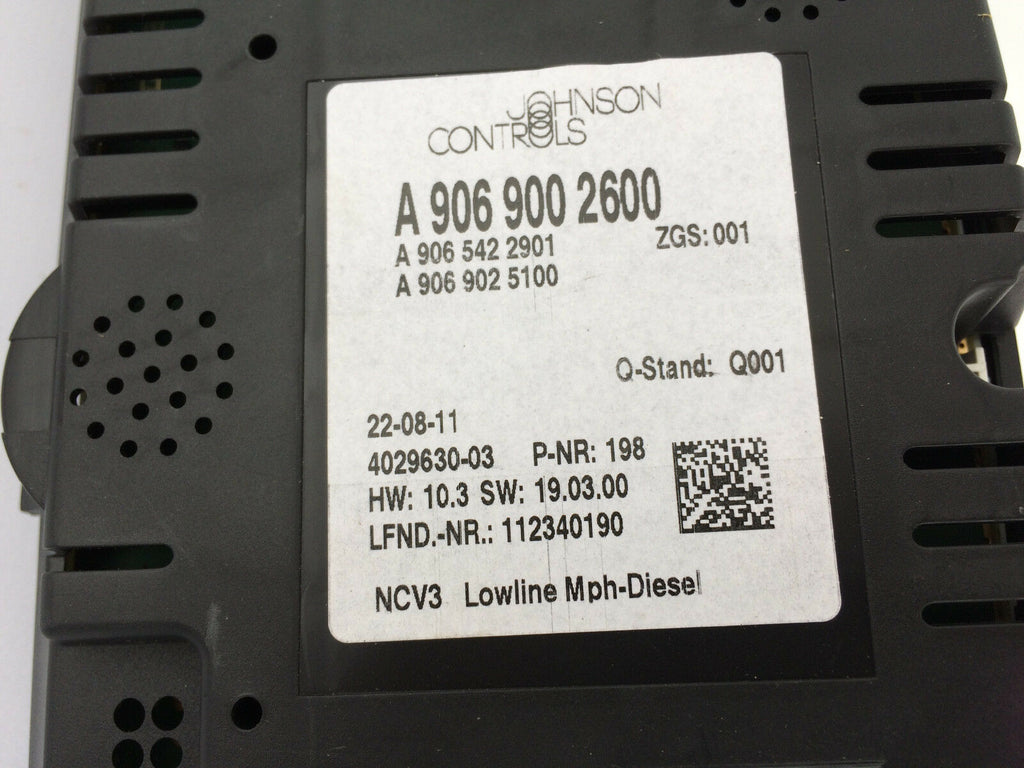 JOHNSON
CONTROLS
A 906 900 2600
A 906 542 2901 ZGS: 001
A 906 902 5100
Q-Stand: Q001
22-08-11
4029630-03 P-NR: 198
HW: 10.3 SW: 19.03.00
LFND.-NR.: 112340190
NCV3 Lowline Mph-Diesel